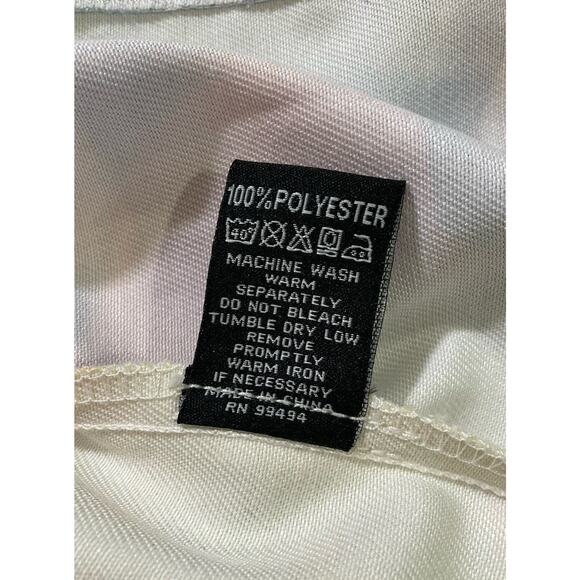 100% POLYESTER
40°
MACHINE WASH
WARM
SEPARATELY
DO NOT BLEACH
TUMBLE DRY LOW
REMOVE
PROMPTLY
WARM IRON
IF NECESSARY
MADE IN CHINA
RN 99494